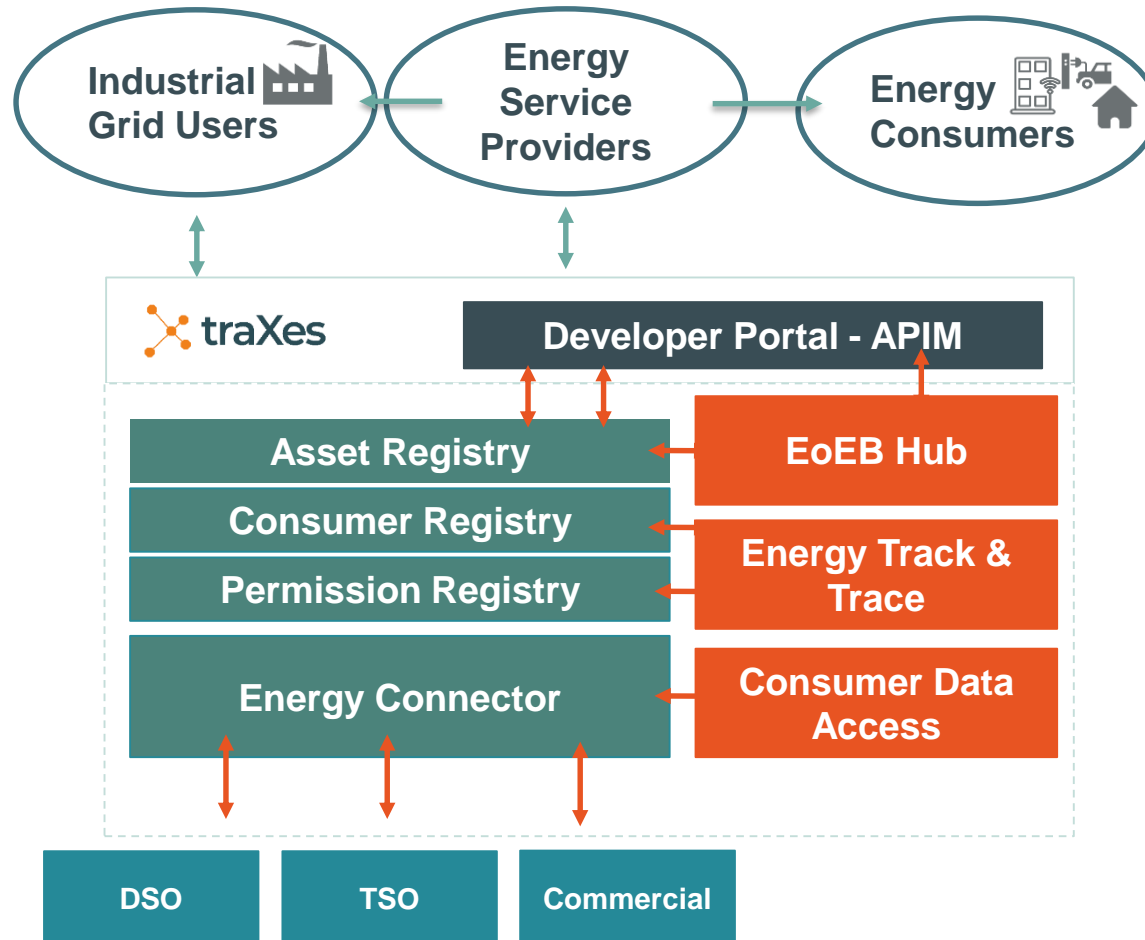 Industrial
Grid Users
Energy
Service
Providers
Energy
Consumers
traXes
Developer Portal - APIM
Asset Registry
EoEB Hub
Consumer Registry
Energy Track &
Trace
Permission Registry
Energy Connector
Consumer Data
Access
DSO
TSO
Commercial